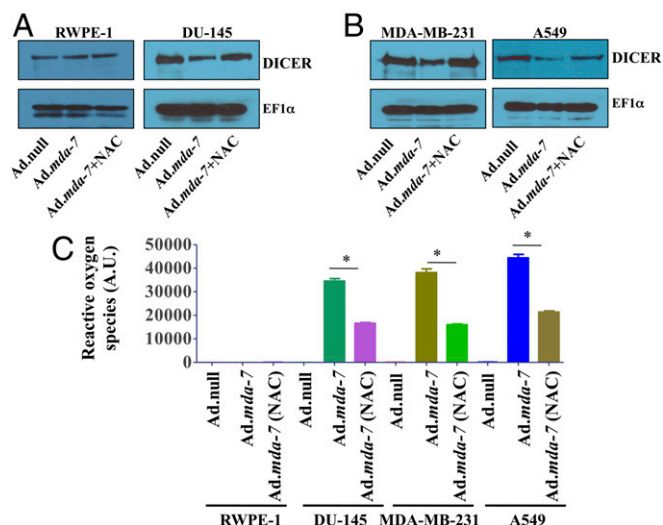 A
RWPE-1
DU-145
DICER
EF1α
Ad.null
Ad.mda-7
Ad.mda-7+NAC
Ad.null
Ad.mda-7
Ad.mda-7+NAC
B
MDA-MB-231
A549
DICER
EF1α
Ad.null
Ad.mda-7
Ad.mda-7+NAC
Ad.null
Ad.mda-7
Ad.mda-7+NAC
C
Reactive oxygen
species (A.U.)
50000
40000
30000
20000
10000
0
*
*
*
Ad.null
Ad.mda-7
Ad.mda-7 (NAC)
Ad.null
Ad.mda-7
Ad.mda-7 (NAC)
Ad.null
Ad.mda-7
Ad.mda-7 (NAC)
Ad.null
Ad.mda-7
Ad.mda-7 (NAC)
RWPE-1
DU-145
MDA-MB-231
A549